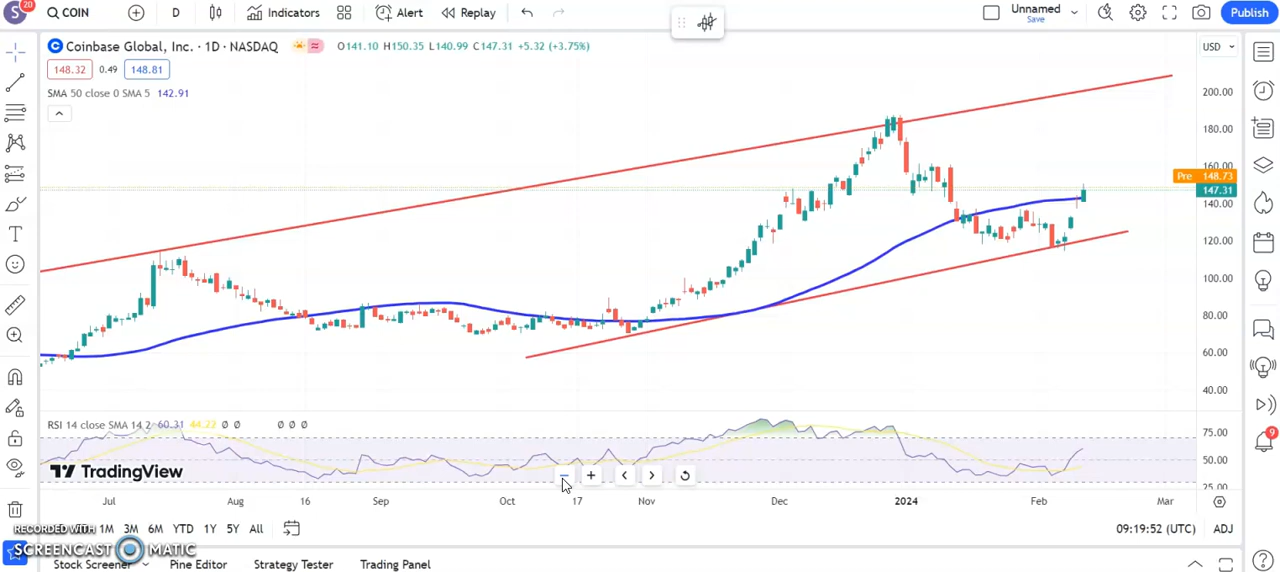 S 20 COIN D Indicators Alert Replay Unnamed Save Publish
Coinbase Global, Inc. · 1D · NASDAQ O141.10 H150.35 L140.99 C147.31 +5.32 (+3.75%) USD
148.32 0.49 148.81
SMA 50 close 0 SMA 5 142.91
200.00
180.00
160.00
Pre 148.73
147.31
140.00
120.00
100.00
80.00
60.00
40.00
RSI 14 close SMA 14 2 60.31 44.22 Ø Ø Ø Ø Ø
75.00
50.00
25.00
TradingView
Jul Aug 16 Sep Oct 17 Nov Dec 2024 Feb Mar
RECORDED WITH 1M 3M 6M YTD 1Y 5Y All 09:19:52 (UTC) ADJ
SCREENCAST MATIC
Stock Screener Pine Editor Strategy Tester Trading Panel
9